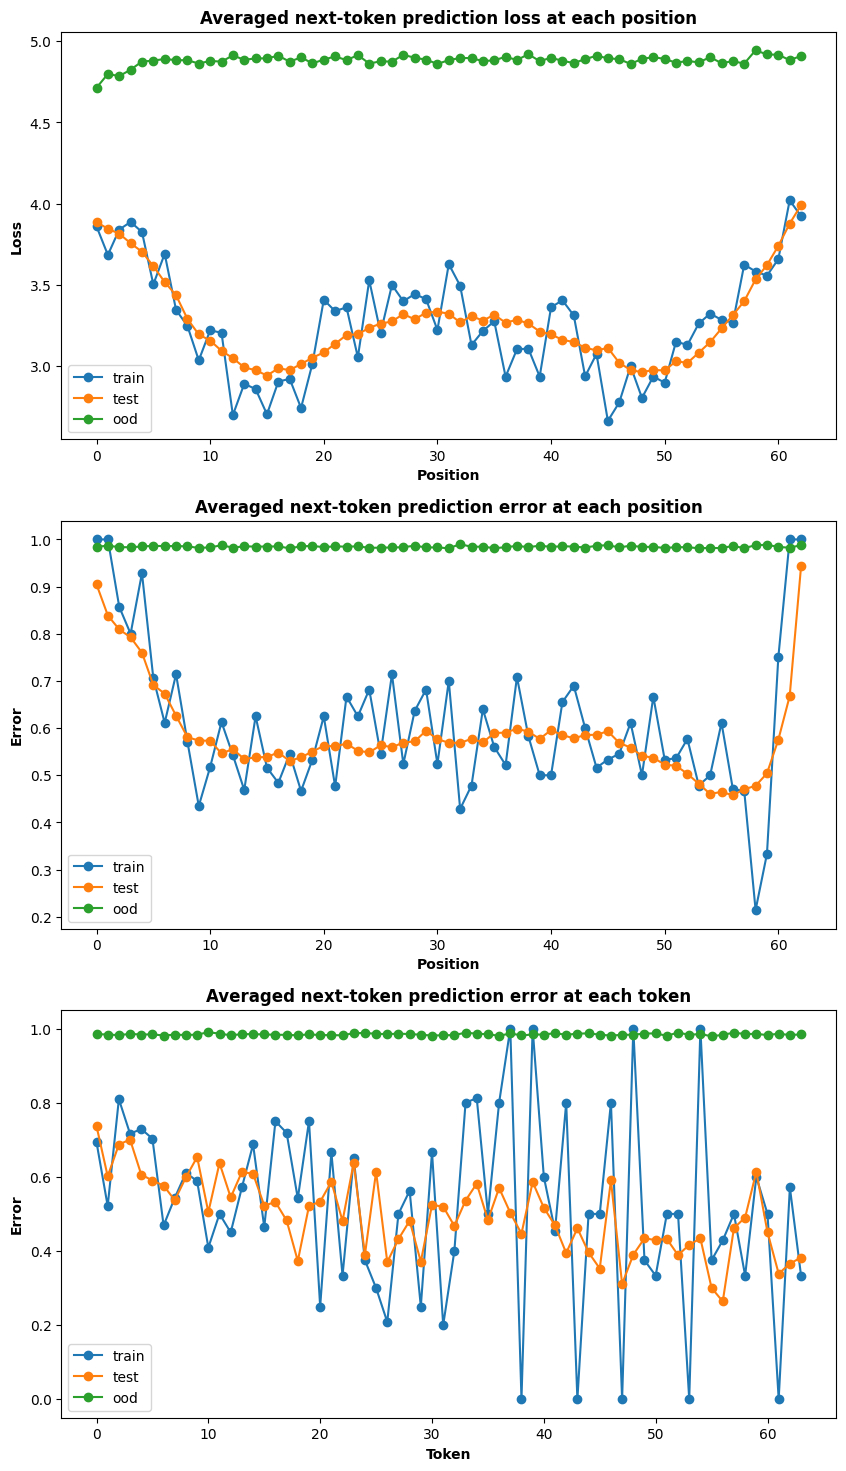 Averaged next-token prediction loss at each position
5.0
4.5
4.0
3.5
3.0
Loss
train
test
ood
0 10 20 30 40 50 60
Position
Averaged next-token prediction error at each position
1.0
0.9
0.8
0.7
0.6
0.5
0.4
0.3
0.2
Error
train
test
ood
0 10 20 30 40 50 60
Position
Averaged next-token prediction error at each token
1.0
0.8
0.6
0.4
0.2
0.0
Error
train
test
ood
0 10 20 30 40 50 60
Token